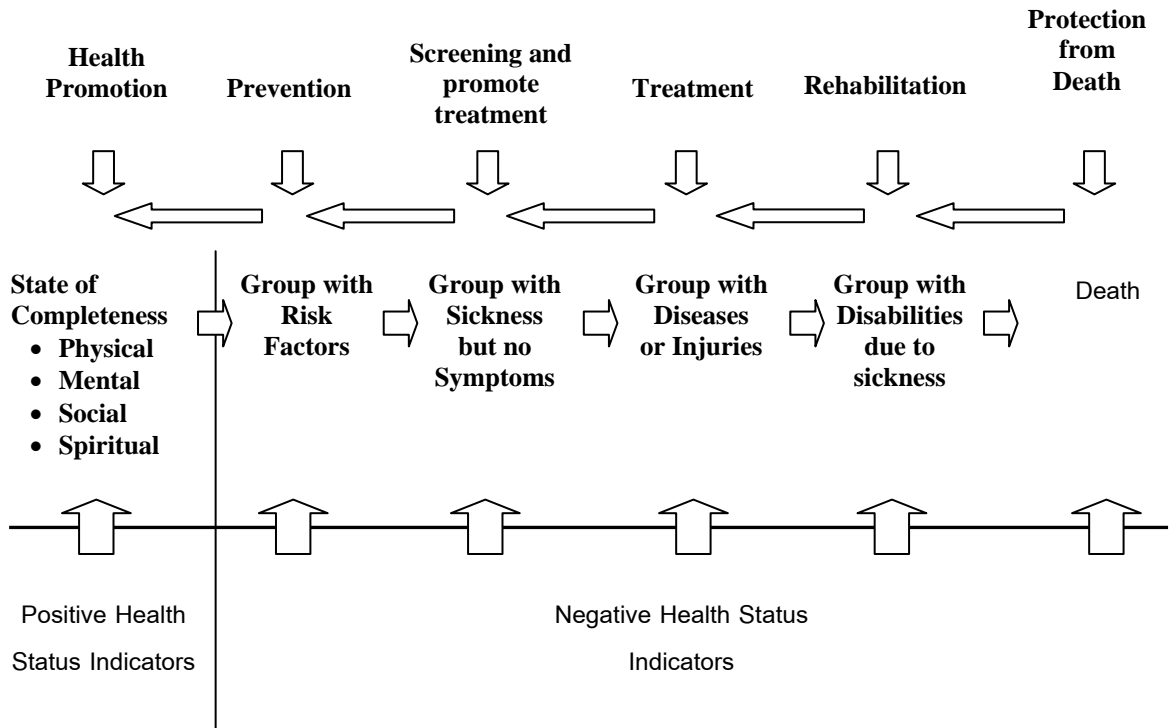 Health
Promotion
Prevention
Screening and
promote
treatment
Treatment
Rehabilitation
Protection
from
Death
State of
Completeness
• Physical
• Mental
• Social
• Spiritual
Group with
Risk
Factors
Group with
Sickness
but no
Symptoms
Group with
Diseases
or Injuries
Group with
Disabilities
due to
sickness
Death
Positive Health
Status Indicators
Negative Health Status
Indicators